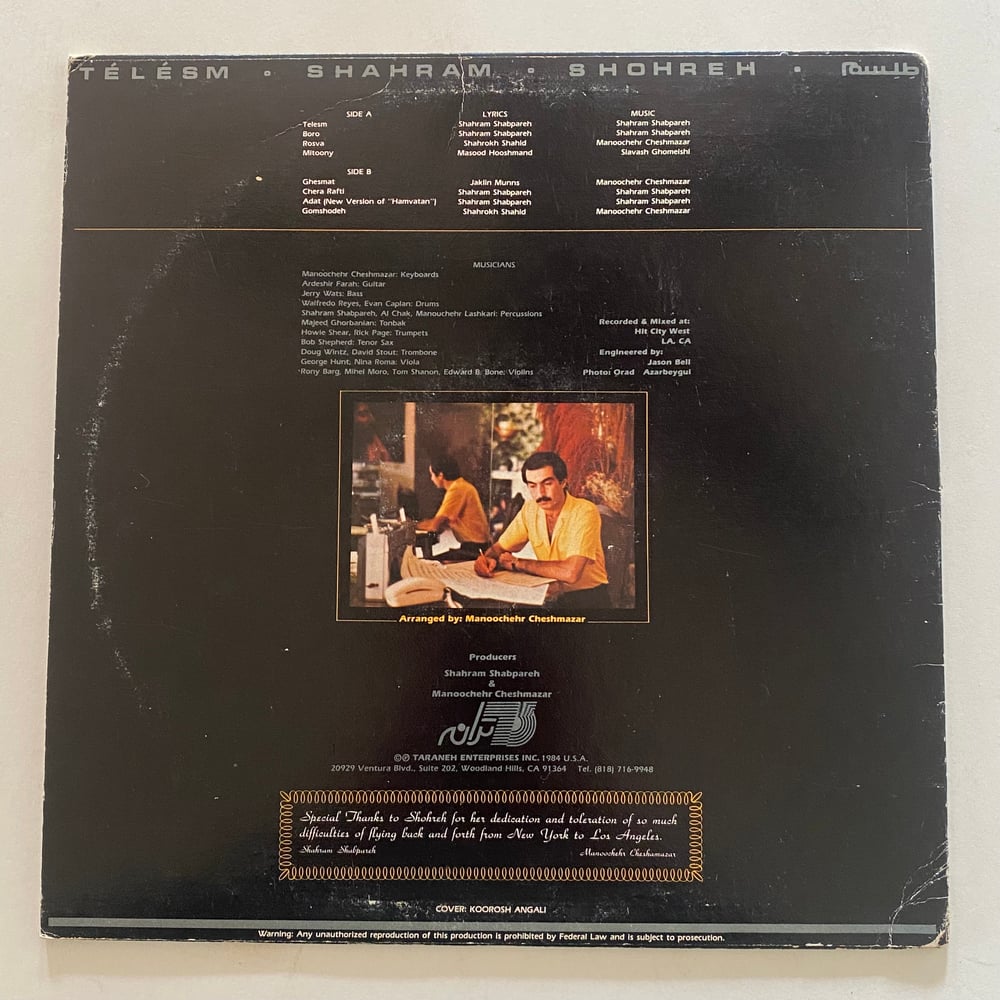 TÉLÉSM • SHAHRAM • SHOHREH • طلسم
SIDE A LYRICS MUSIC
Telesm Shahram Shabpareh Shahram Shabpareh
Boro Shahram Shabpareh Shahram Shabpareh
Rosva Shahrokh Shahid Manoochehr Cheshmazar
Mitoony Masood Hooshmand Siavash Ghomeishi
SIDE B
Ghesmat Jaklin Munns Manoochehr Cheshmazar
Chera Rafti Shahram Shabpareh Shahram Shabpareh
Adat (New Version of "Hamvatan") Shahram Shabpareh Shahram Shabpareh
Gomshodeh Shahrokh Shahid Manoochehr Cheshmazar
MUSICIANS
Manoochehr Cheshmazar: Keyboards
Ardeshir Farah: Guitar
Jerry Wats: Bass
Walfredo Reyes, Evan Caplan: Drums
Shahram Shabpareh, Al Chak, Manouchehr Lashkari: Percussions
Majeed Ghorbanian: Tonbak
Howie Shear, Rick Page: Trumpets
Bob Shepherd: Tenor Sax
Doug Wintz, David Stout: Trombone
George Hunt, Nina Roma: Viola
Rony Barg, Mihei Moro, Tom Shanon, Edward B. Bone: Violins
Recorded & Mixed at:
Hit City West
LA. CA
Engineered by:
Jason Bell
Photo: Orad Azarbeygui
Arranged by: Manoochehr Cheshmazar
Producers
Shahram Shabpareh
&
Manoochehr Cheshmazar
ترانه
©℗ TARANEH ENTERPRISES INC. 1984 U.S.A.
20929 Ventura Blvd., Suite 202, Woodland Hills, CA 91364 Tel. (818) 716-9948
Special Thanks to Shohreh for her dedication and toleration of so much
difficulties of flying back and forth from New York to Los Angeles.
Shahram Shabpareh Manoochehr Cheshamazar
COVER: KOOROSH ANGALI
Warning: Any unauthorized reproduction of this production is prohibited by Federal Law and is subject to prosecution.